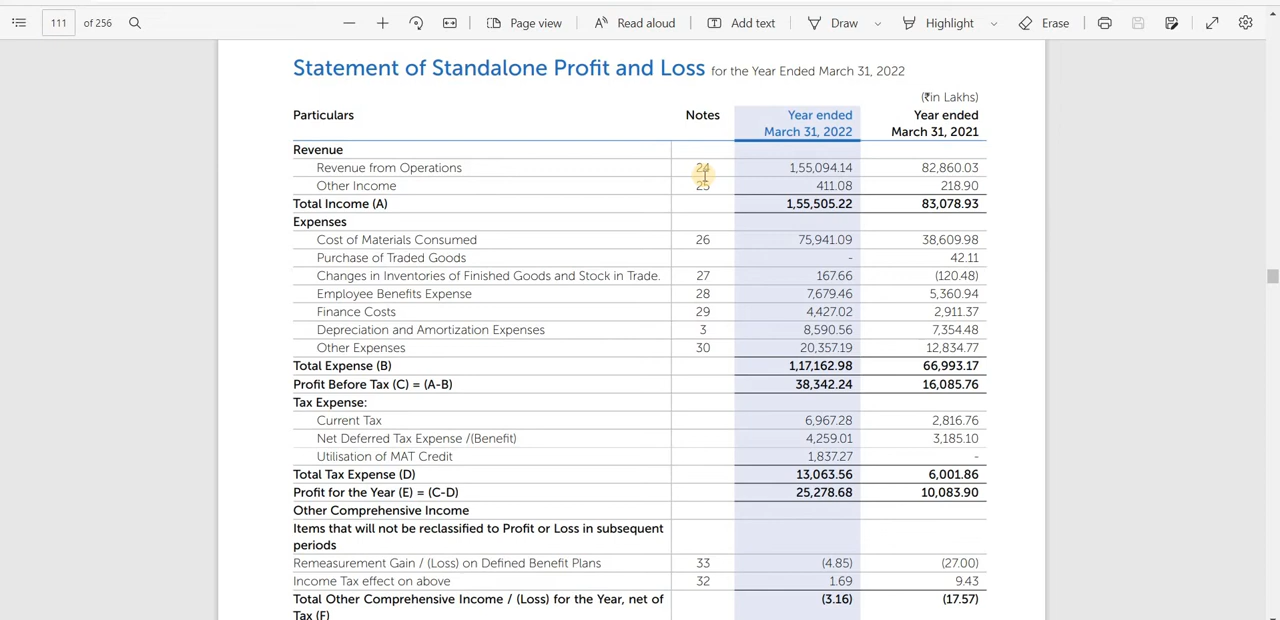 111 of 256 Page view Read aloud Add text Draw Highlight Erase
Statement of Standalone Profit and Loss for the Year Ended March 31, 2022
(₹in Lakhs)
Particulars Notes Year ended March 31, 2022 Year ended March 31, 2021
Revenue
Revenue from Operations 24 1,55,094.14 82,860.03
Other Income 25 411.08 218.90
Total Income (A) 1,55,505.22 83,078.93
Expenses
Cost of Materials Consumed 26 75,941.09 38,609.98
Purchase of Traded Goods - 42.11
Changes in Inventories of Finished Goods and Stock in Trade. 27 167.66 (120.48)
Employee Benefits Expense 28 7,679.46 5,360.94
Finance Costs 29 4,427.02 2,911.37
Depreciation and Amortization Expenses 3 8,590.56 7,354.48
Other Expenses 30 20,357.19 12,834.77
Total Expense (B) 1,17,162.98 66,993.17
Profit Before Tax (C) = (A-B) 38,342.24 16,085.76
Tax Expense:
Current Tax 6,967.28 2,816.76
Net Deferred Tax Expense /(Benefit) 4,259.01 3,185.10
Utilisation of MAT Credit 1,837.27 -
Total Tax Expense (D) 13,063.56 6,001.86
Profit for the Year (E) = (C-D) 25,278.68 10,083.90
Other Comprehensive Income
Items that will not be reclassified to Profit or Loss in subsequent
periods
Remeasurement Gain / (Loss) on Defined Benefit Plans 33 (4.85) (27.00)
Income Tax effect on above 32 1.69 9.43
Total Other Comprehensive Income / (Loss) for the Year, net of (3.16) (17.57)
Tax (F)